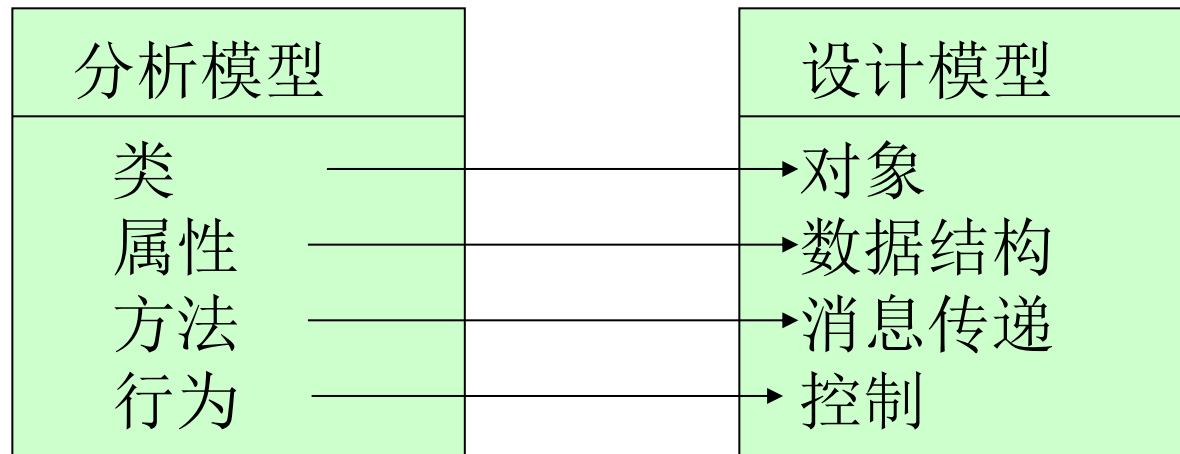 分析模型
类
属性
方法
行为
设计模型
对象
数据结构
消息传递
控制